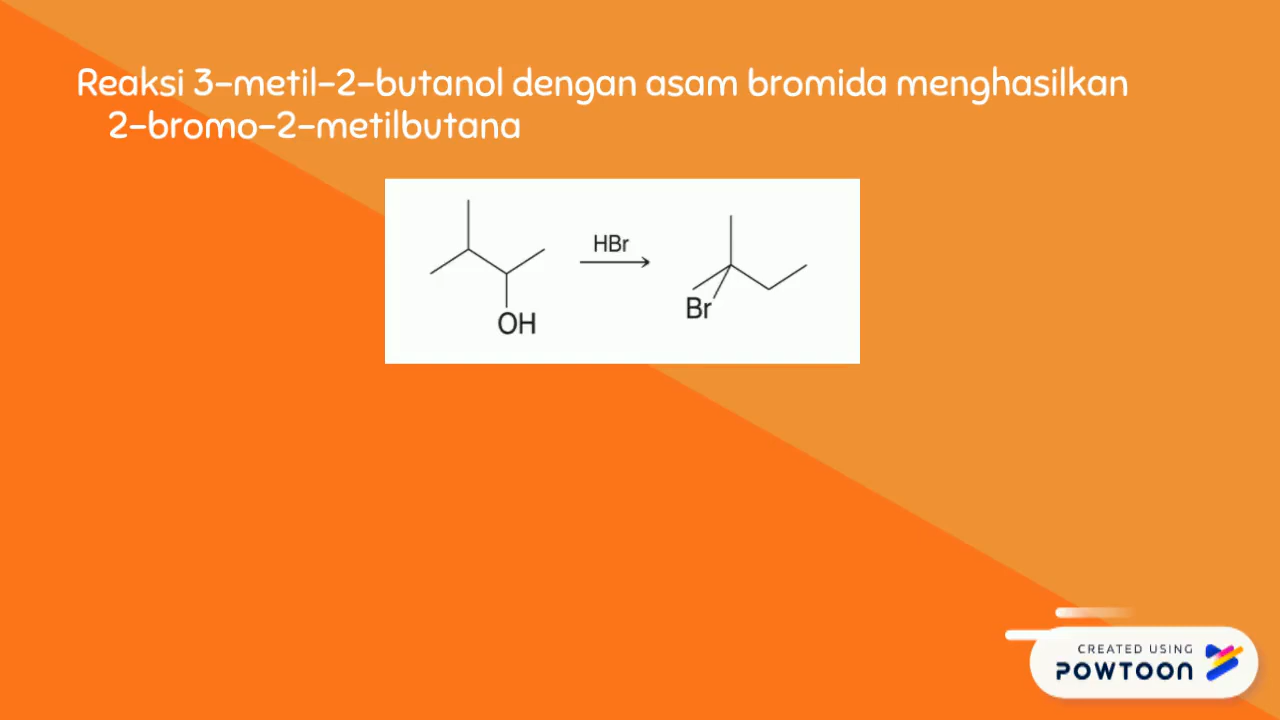 Reaksi 3-metil-2-butanol dengan asam bromida menghasilkan
2-bromo-2-metilbutana
HBr
Br
OH
CREATED USING
POWTOON